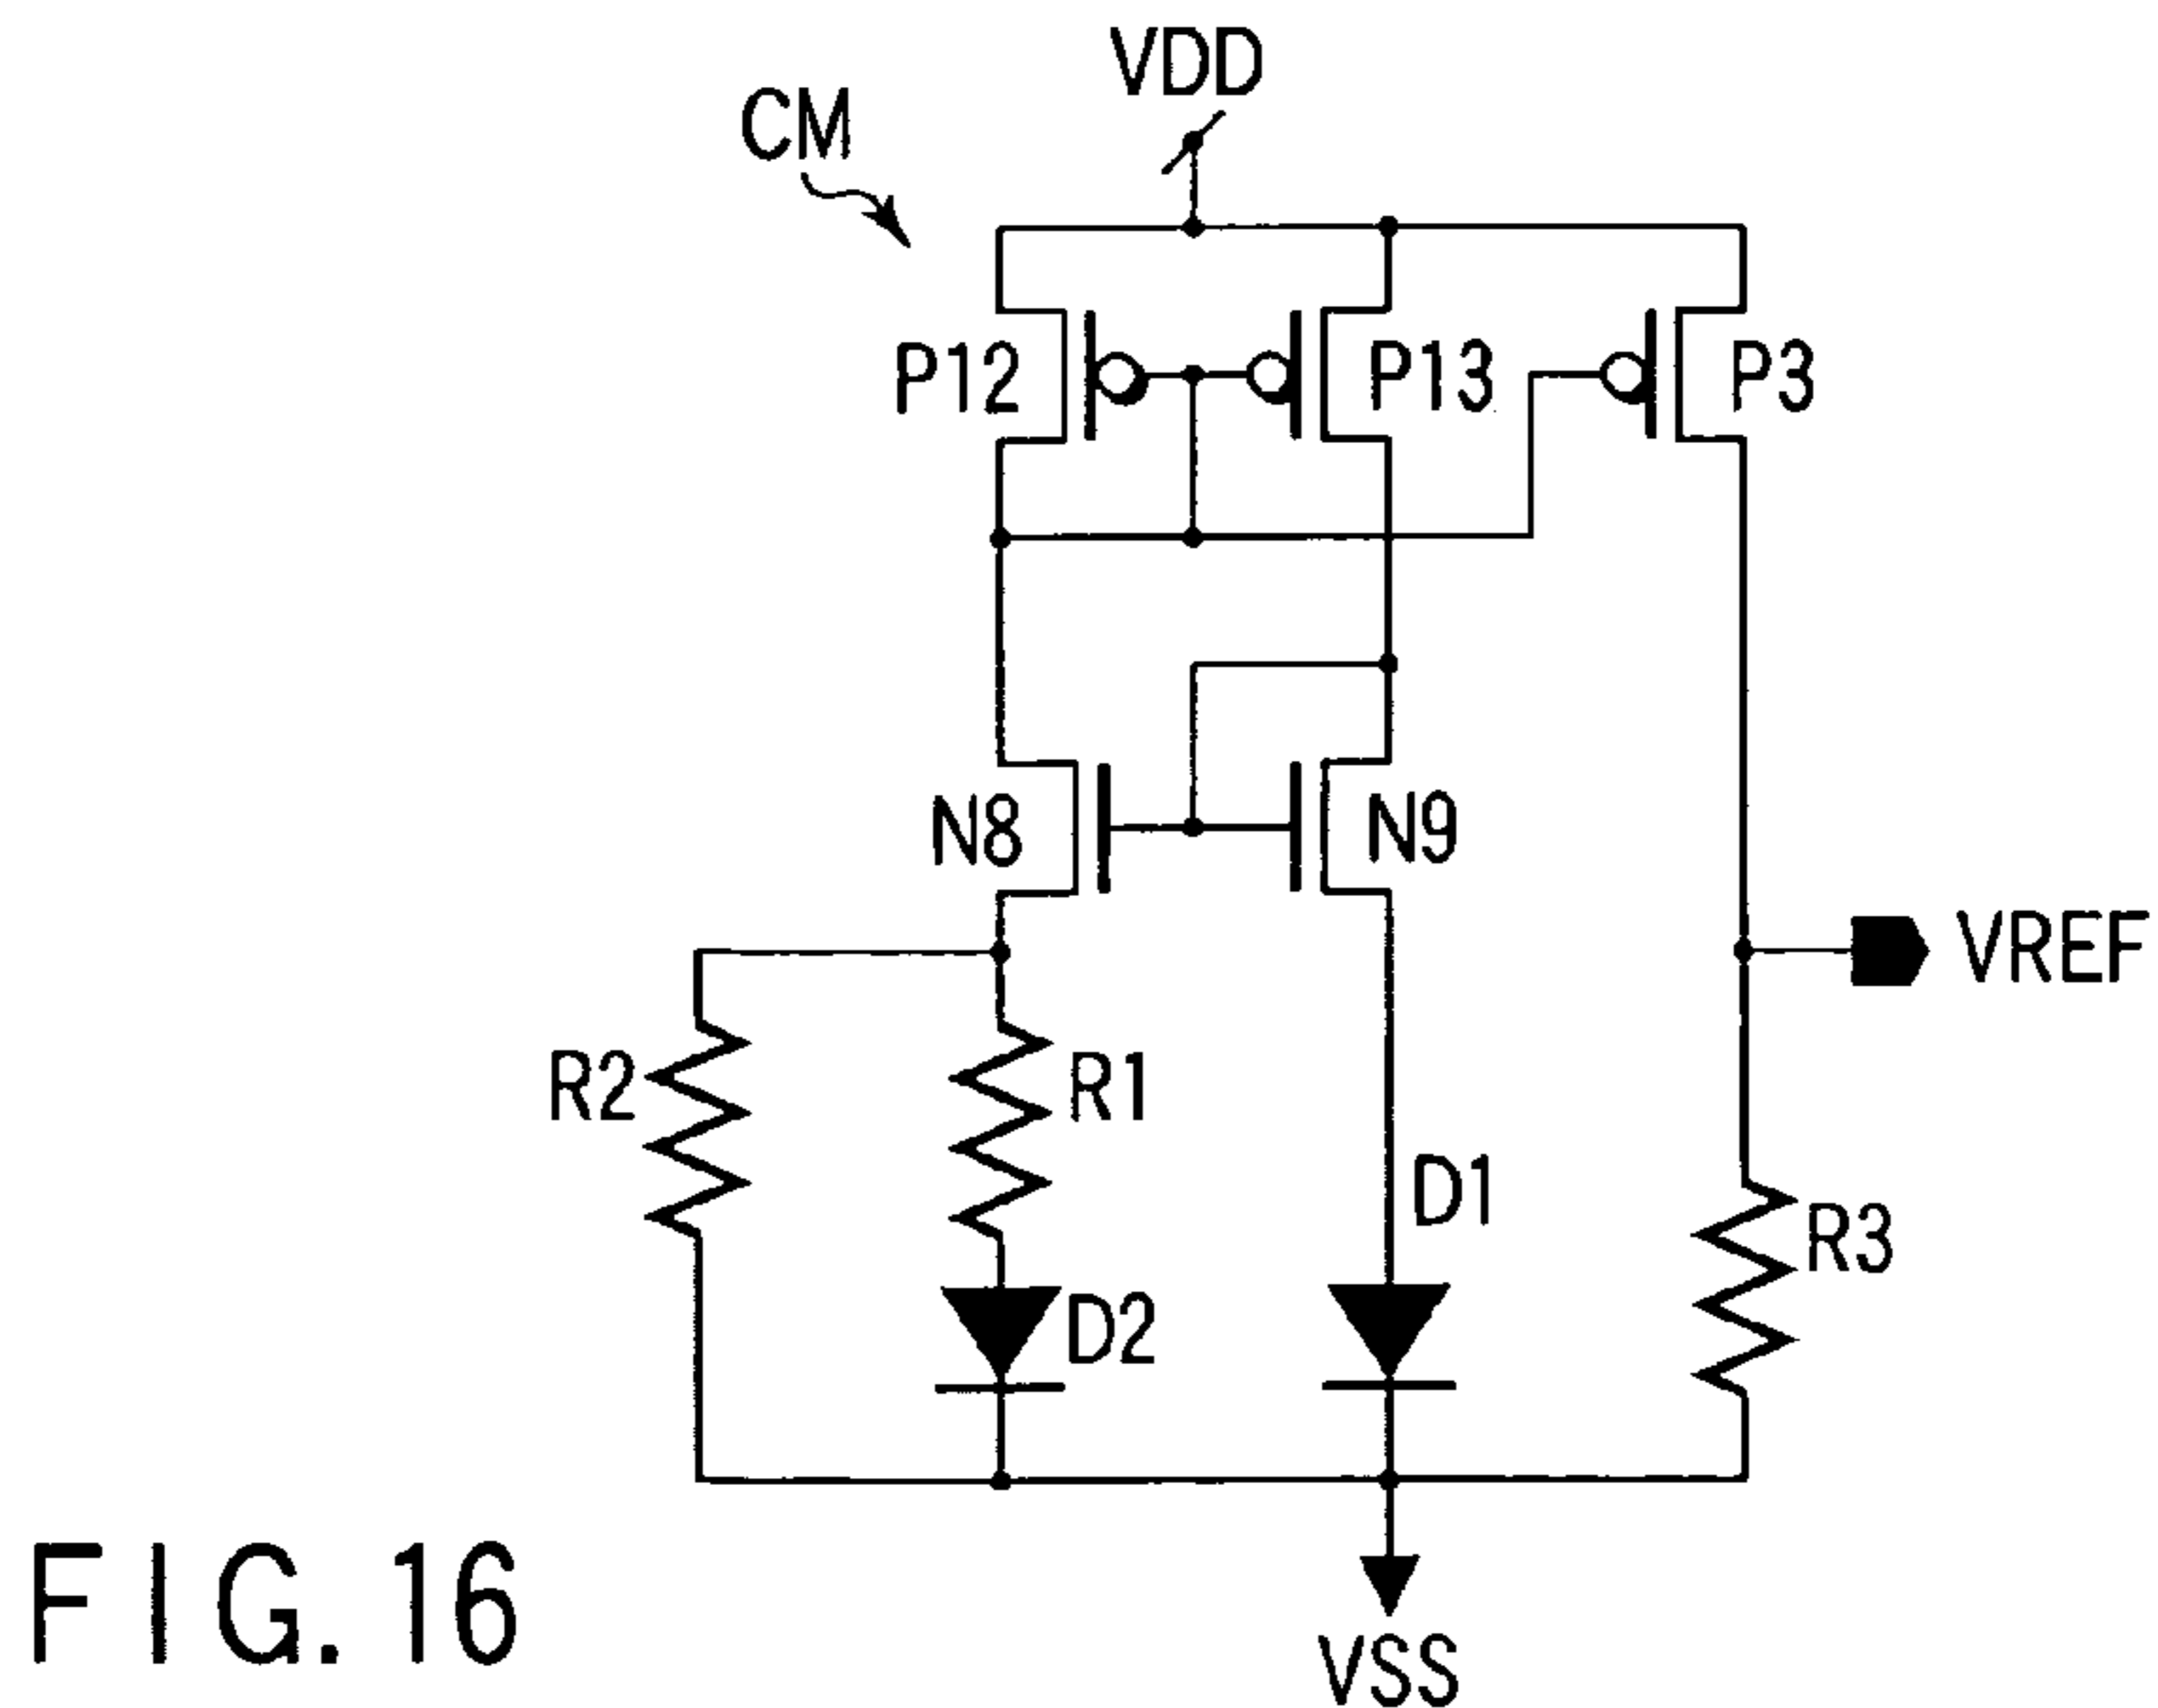 VDD
CM
P12
P13
P3
N8
N9
VREF
R2
R1
D1
R3
D2
FIG.16
VSS